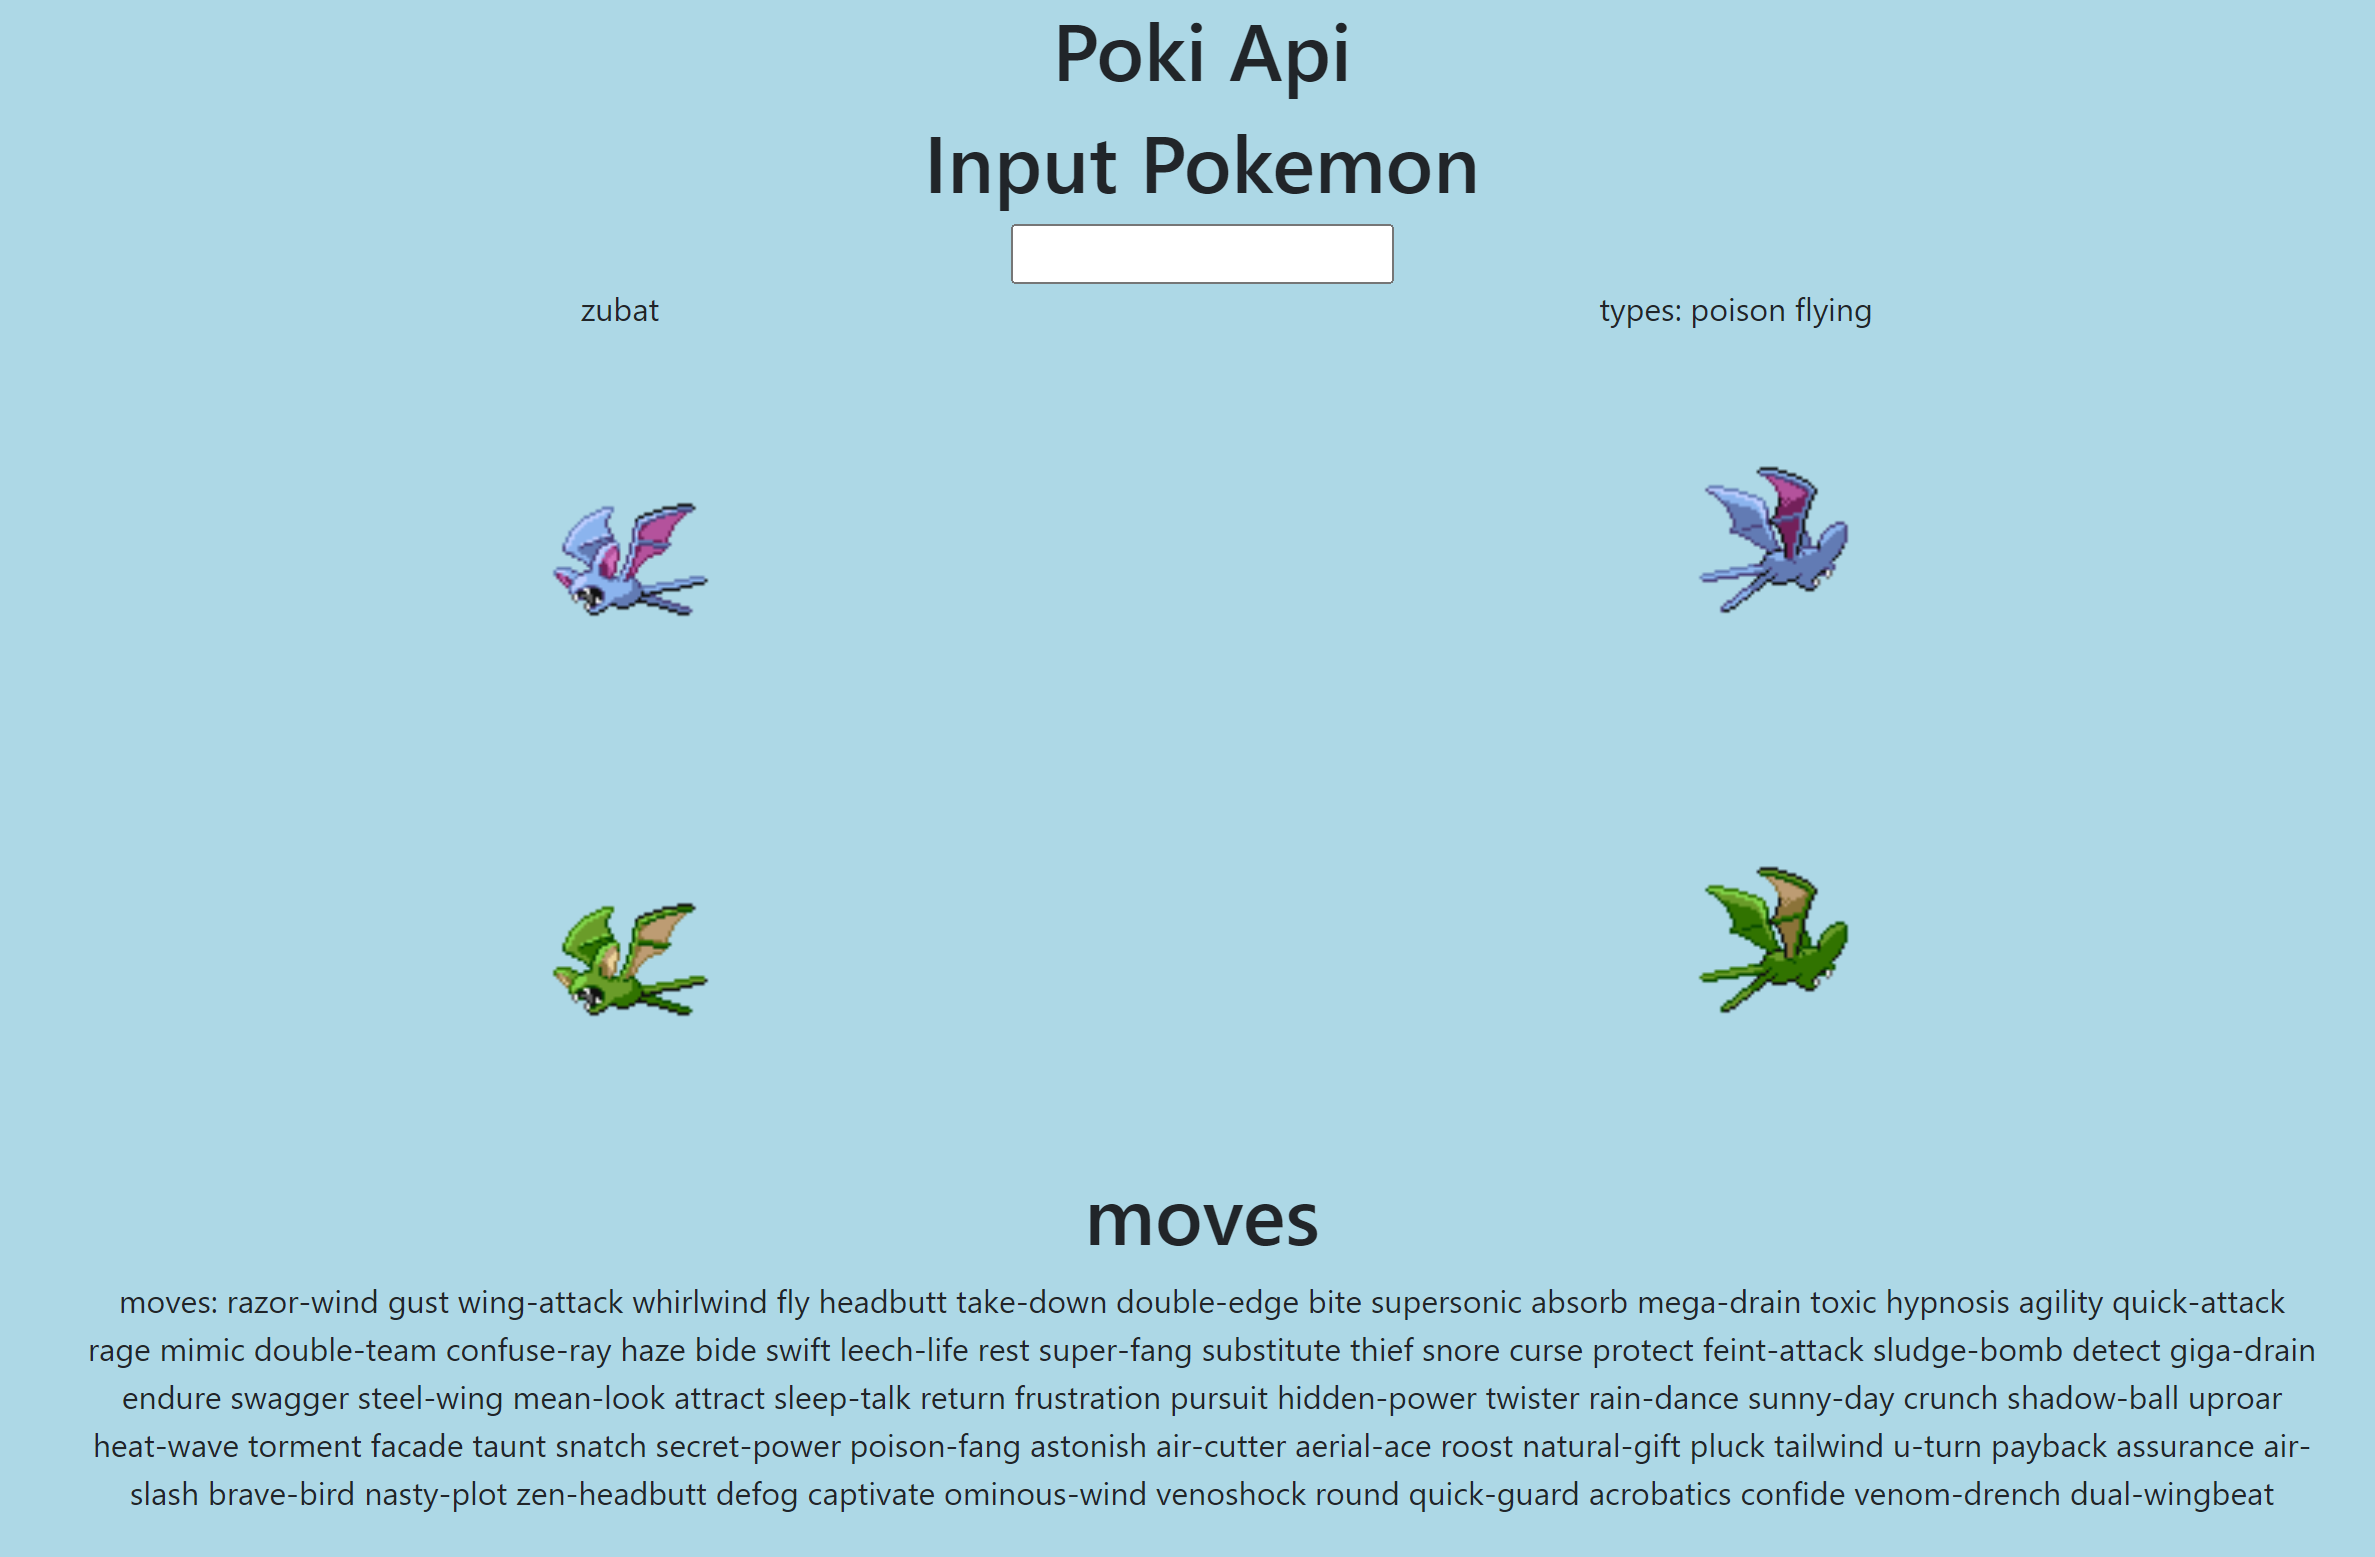 Poki Api
Input Pokemon
zubat
types: poison flying
moves
moves: razor-wind gust wing-attack whirlwind fly headbutt take-down double-edge bite supersonic absorb mega-drain toxic hypnosis agility quick-attack
rage mimic double-team confuse-ray haze bide swift leech-life rest super-fang substitute thief snore curse protect feint-attack sludge-bomb detect giga-drain
endure swagger steel-wing mean-look attract sleep-talk return frustration pursuit hidden-power twister rain-dance sunny-day crunch shadow-ball uproar
heat-wave torment facade taunt snatch secret-power poison-fang astonish air-cutter aerial-ace roost natural-gift pluck tailwind u-turn payback assurance air-
slash brave-bird nasty-plot zen-headbutt defog captivate ominous-wind venoshock round quick-guard acrobatics confide venom-drench dual-wingbeat